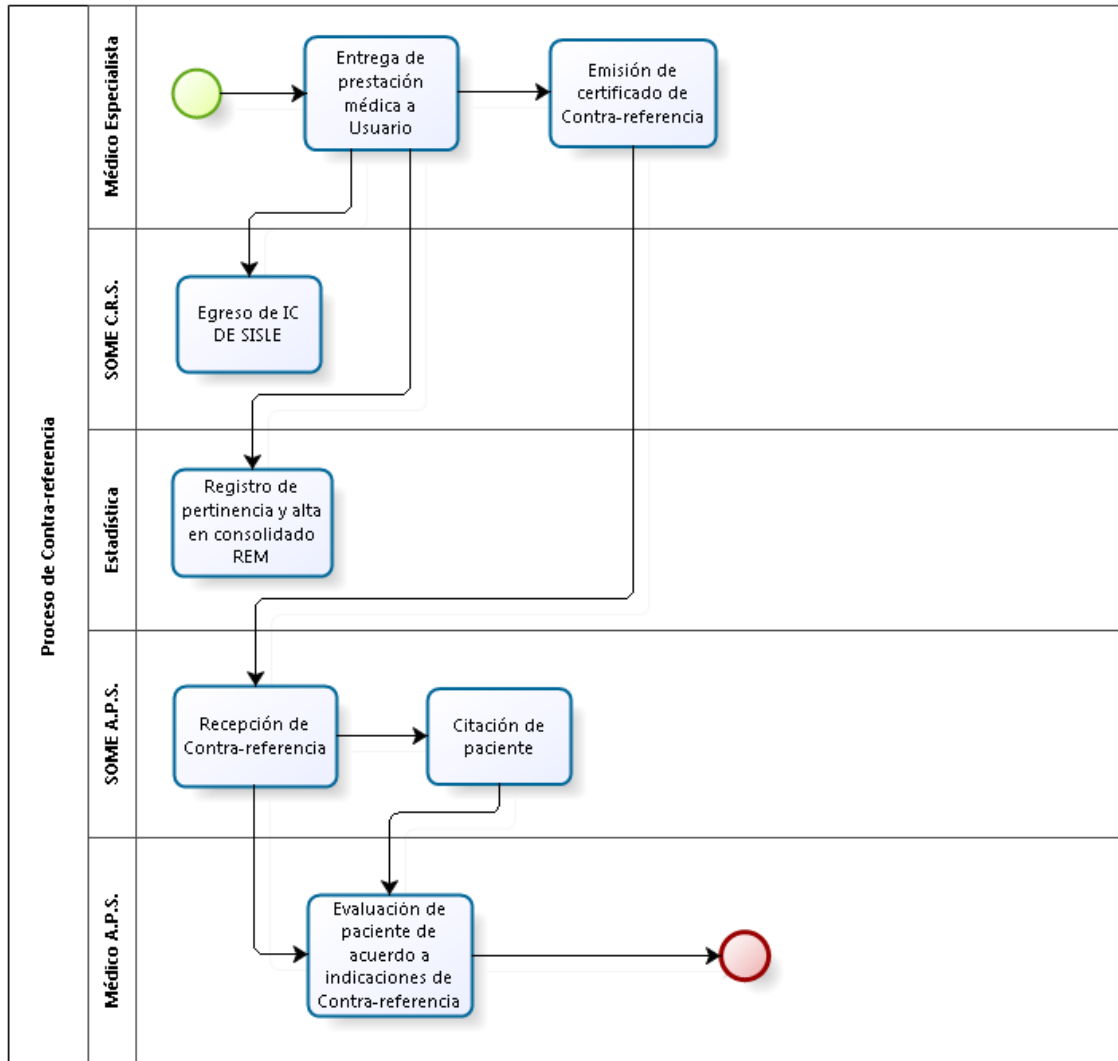 Proceso de Contra-referencia
Médico Especialista
Entrega de
prestación
médica a
Usuario
Emisión de
certificado de
Contra-referencia
SOME C.R.S.
Egreso de IC
DE SISLE
Estadística
Registro de
pertinencia y alta
en consolidado
REM
SOME A.P.S.
Recepción de
Contra-referencia
Citación de
paciente
Médico A.P.S.
Evaluación de
paciente de
acuerdo a
indicaciones de
Contra-referencia